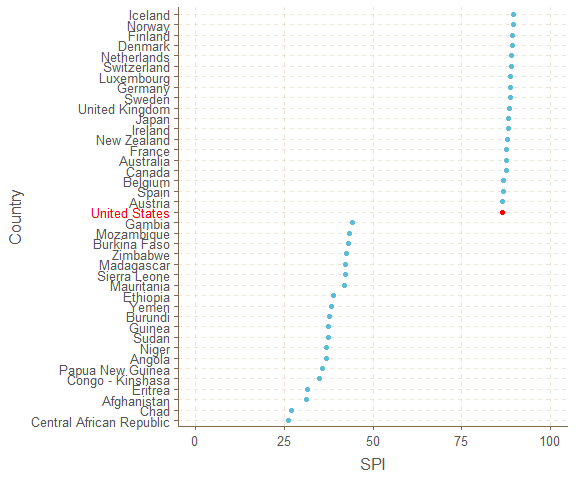 Iceland
Norway
Finland
Denmark
Netherlands
Switzerland
Luxembourg
Germany
Sweden
United Kingdom
Japan
Ireland
New Zealand
France
Australia
Canada
Belgium
Spain
Austria
United States
Gambia
Mozambique
Burkina Faso
Zimbabwe
Madagascar
Sierra Leone
Mauritania
Ethiopia
Yemen
Burundi
Guinea
Sudan
Niger
Angola
Papua New Guinea
Congo - Kinshasa
Eritrea
Afghanistan
Chad
Central African Republic
Country
0 25 50 75 100
SPI